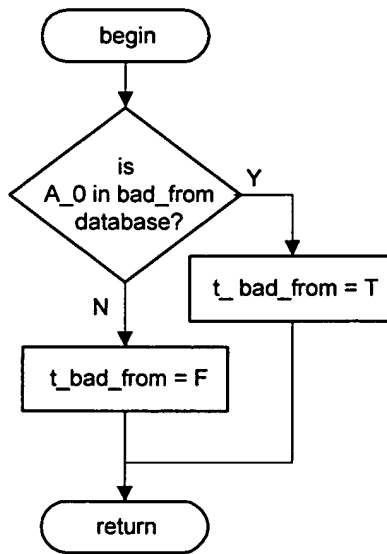 begin
is
A_0 in bad_from
database?
Y
t_ bad_from = T
N
t_bad_from = F
return